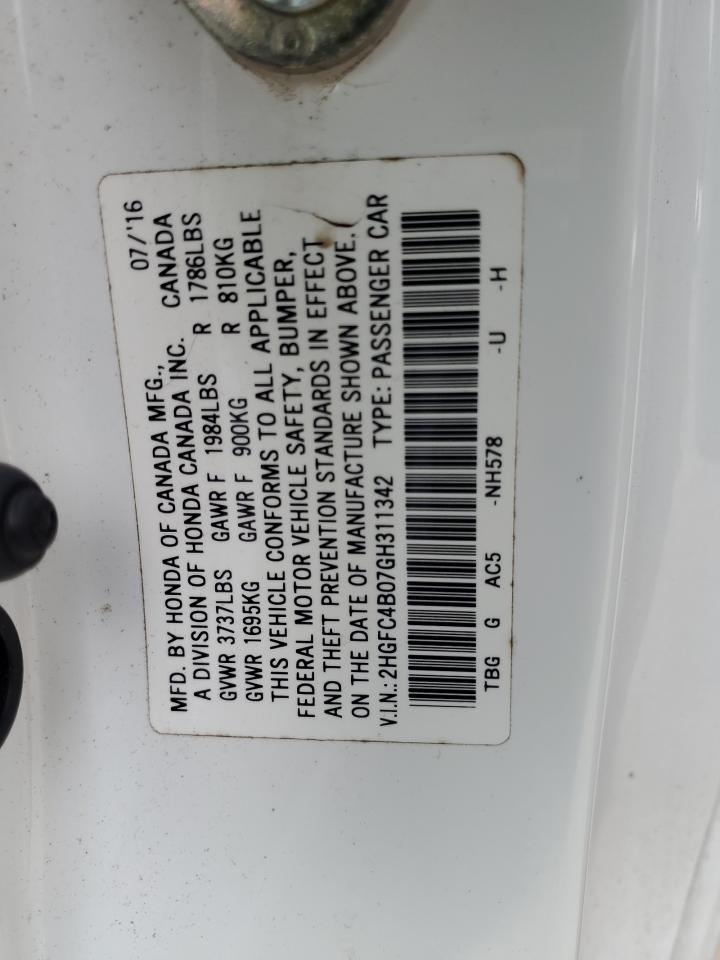 MFD. BY HONDA OF CANADA MFG., 07/'16
A DIVISION OF HONDA CANADA INC. CANADA
GVWR 3737LBS GAWR F 1984LBS R 1786LBS
GVWR 1695KG GAWR F 900KG R 810KG
THIS VEHICLE CONFORMS TO ALL APPLICABLE
FEDERAL MOTOR VEHICLE SAFETY, BUMPER,
AND THEFT PREVENTION STANDARDS IN EFFECT
ON THE DATE OF MANUFACTURE SHOWN ABOVE.
V.I.N.: 2HGFC4B07GH311342 TYPE: PASSENGER CAR
TBG G AC5 -NH578 -U -H